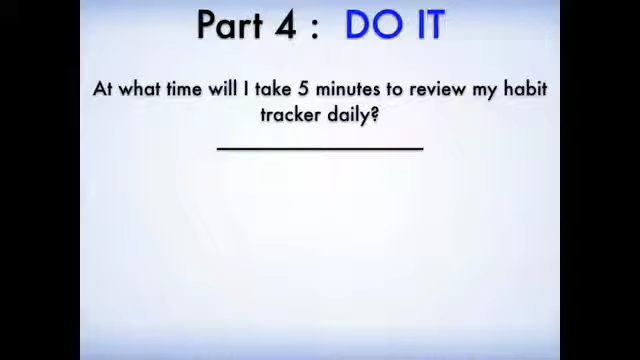 Part 4 : DO IT
At what time will I take 5 minutes to review my habit
tracker daily?